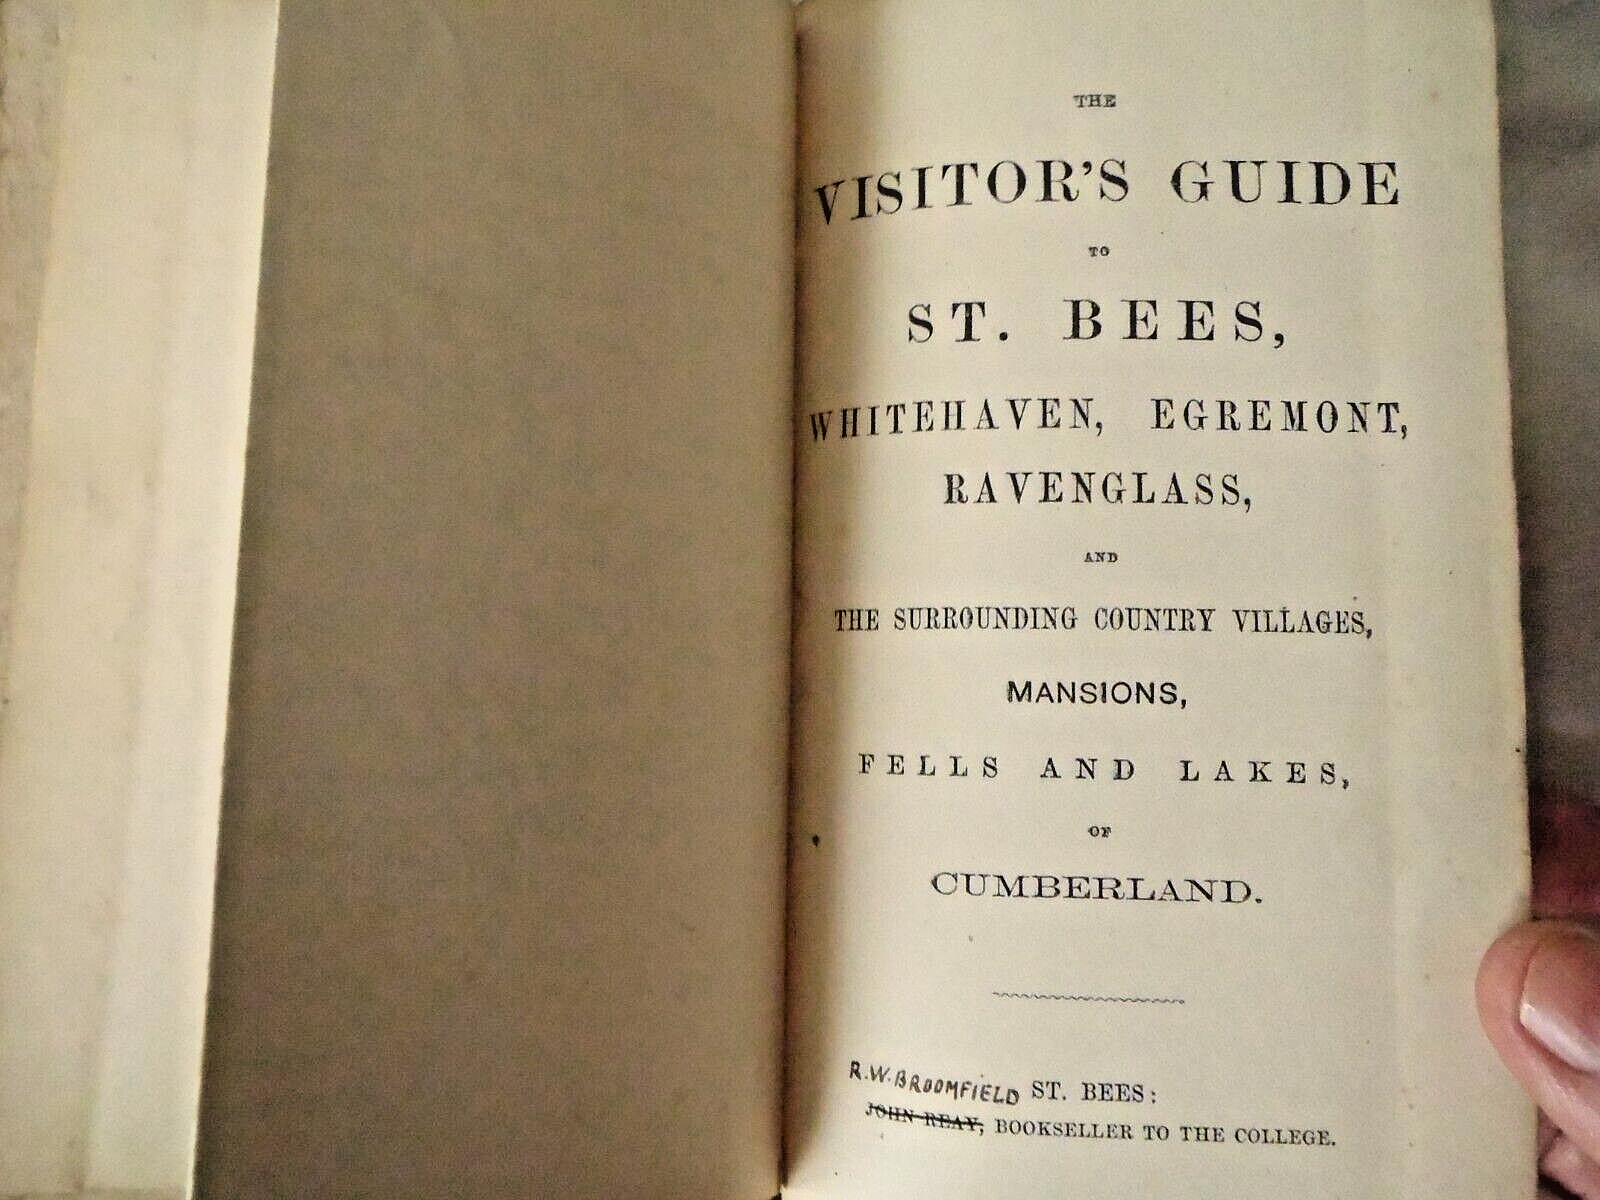 THE
VISITOR'S GUIDE
TO
ST. BEES,
WHITEHAVEN, EGREMONT,
RAVENGLASS,
AND
THE SURROUNDING COUNTRY VILLAGES,
MANSIONS,
FELLS AND LAKES,
OF
CUMBERLAND.
R.W. BROOMFIELD ST. BEES:
JOHN REAY, BOOKSELLER TO THE COLLEGE.